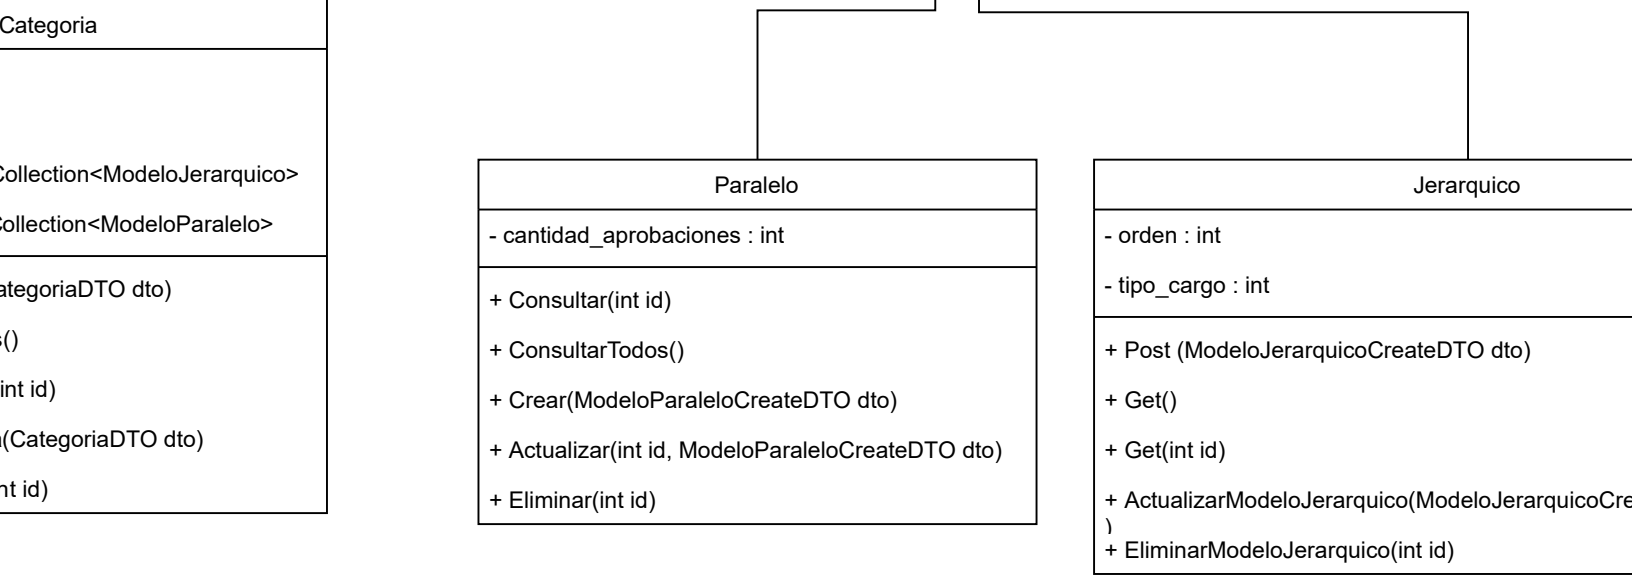 Categoria
Collection<ModeloJerarquico>
Collection<ModeloParalelo>
CategoriaDTO dto)
s()
int id)
(CategoriaDTO dto)
int id)
Paralelo
- cantidad_aprobaciones : int
+ Consultar(int id)
+ ConsultarTodos()
+ Crear(ModeloParaleloCreateDTO dto)
+ Actualizar(int id, ModeloParaleloCreateDTO dto)
+ Eliminar(int id)
Jerarquico
- orden : int
- tipo_cargo : int
+ Post (ModeloJerarquicoCreateDTO dto)
+ Get()
+ Get(int id)
+ ActualizarModeloJerarquico(ModeloJerarquicoCre
)
+ EliminarModeloJerarquico(int id)